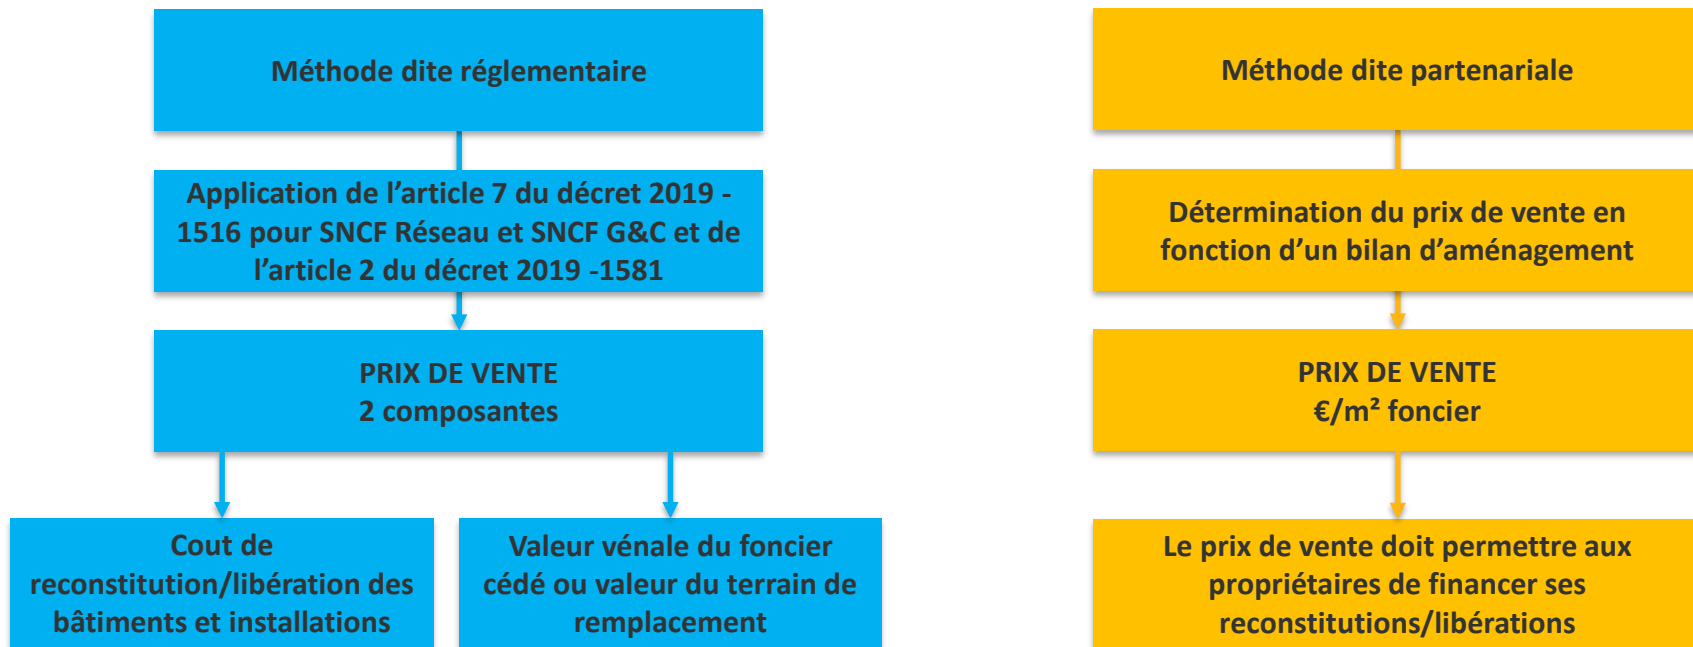 Méthode dite réglementaire
Application de l’article 7 du décret 2019 -
1516 pour SNCF Réseau et SNCF G&C et de
l’article 2 du décret 2019 -1581
PRIX DE VENTE
2 composantes
Cout de
reconstitution/libération des
bâtiments et installations
Valeur vénale du foncier
cédé ou valeur du terrain de
remplacement
Méthode dite partenariale
Détermination du prix de vente en
fonction d’un bilan d’aménagement
PRIX DE VENTE
€/m² foncier
Le prix de vente doit permettre aux
propriétaires de financer ses
reconstitutions/libérations